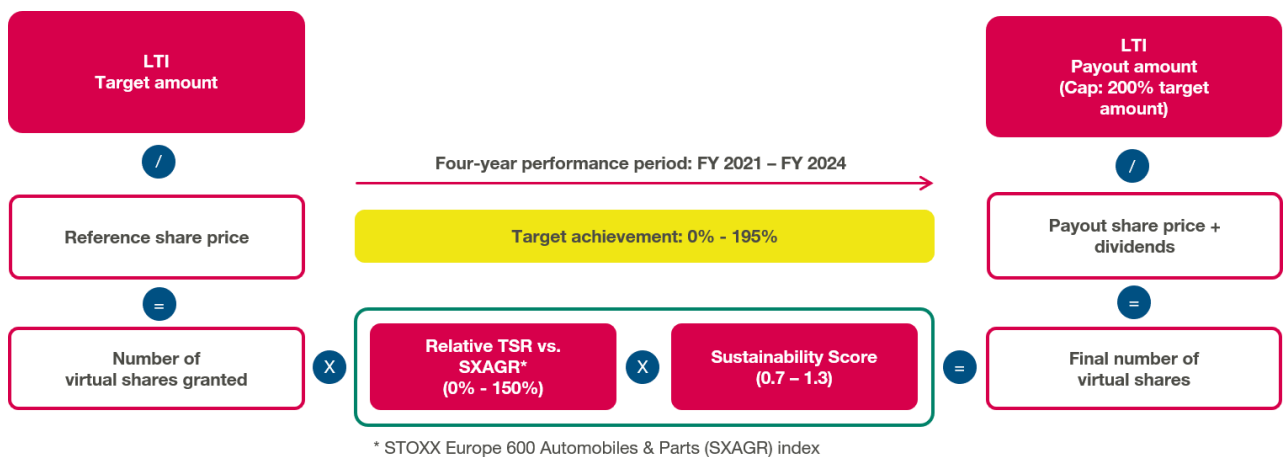 LTI
Target amount
/
Reference share price
=
Number of
virtual shares granted
X
Four-year performance period: FY 2021 – FY 2024
Target achievement: 0% - 195%
Relative TSR vs.
SXAGR*
(0% - 150%)
X
Sustainability Score
(0.7 – 1.3)
=
LTI
Payout amount
(Cap: 200% target
amount)
/
Payout share price +
dividends
=
Final number of
virtual shares
* STOXX Europe 600 Automobiles & Parts (SXAGR) index